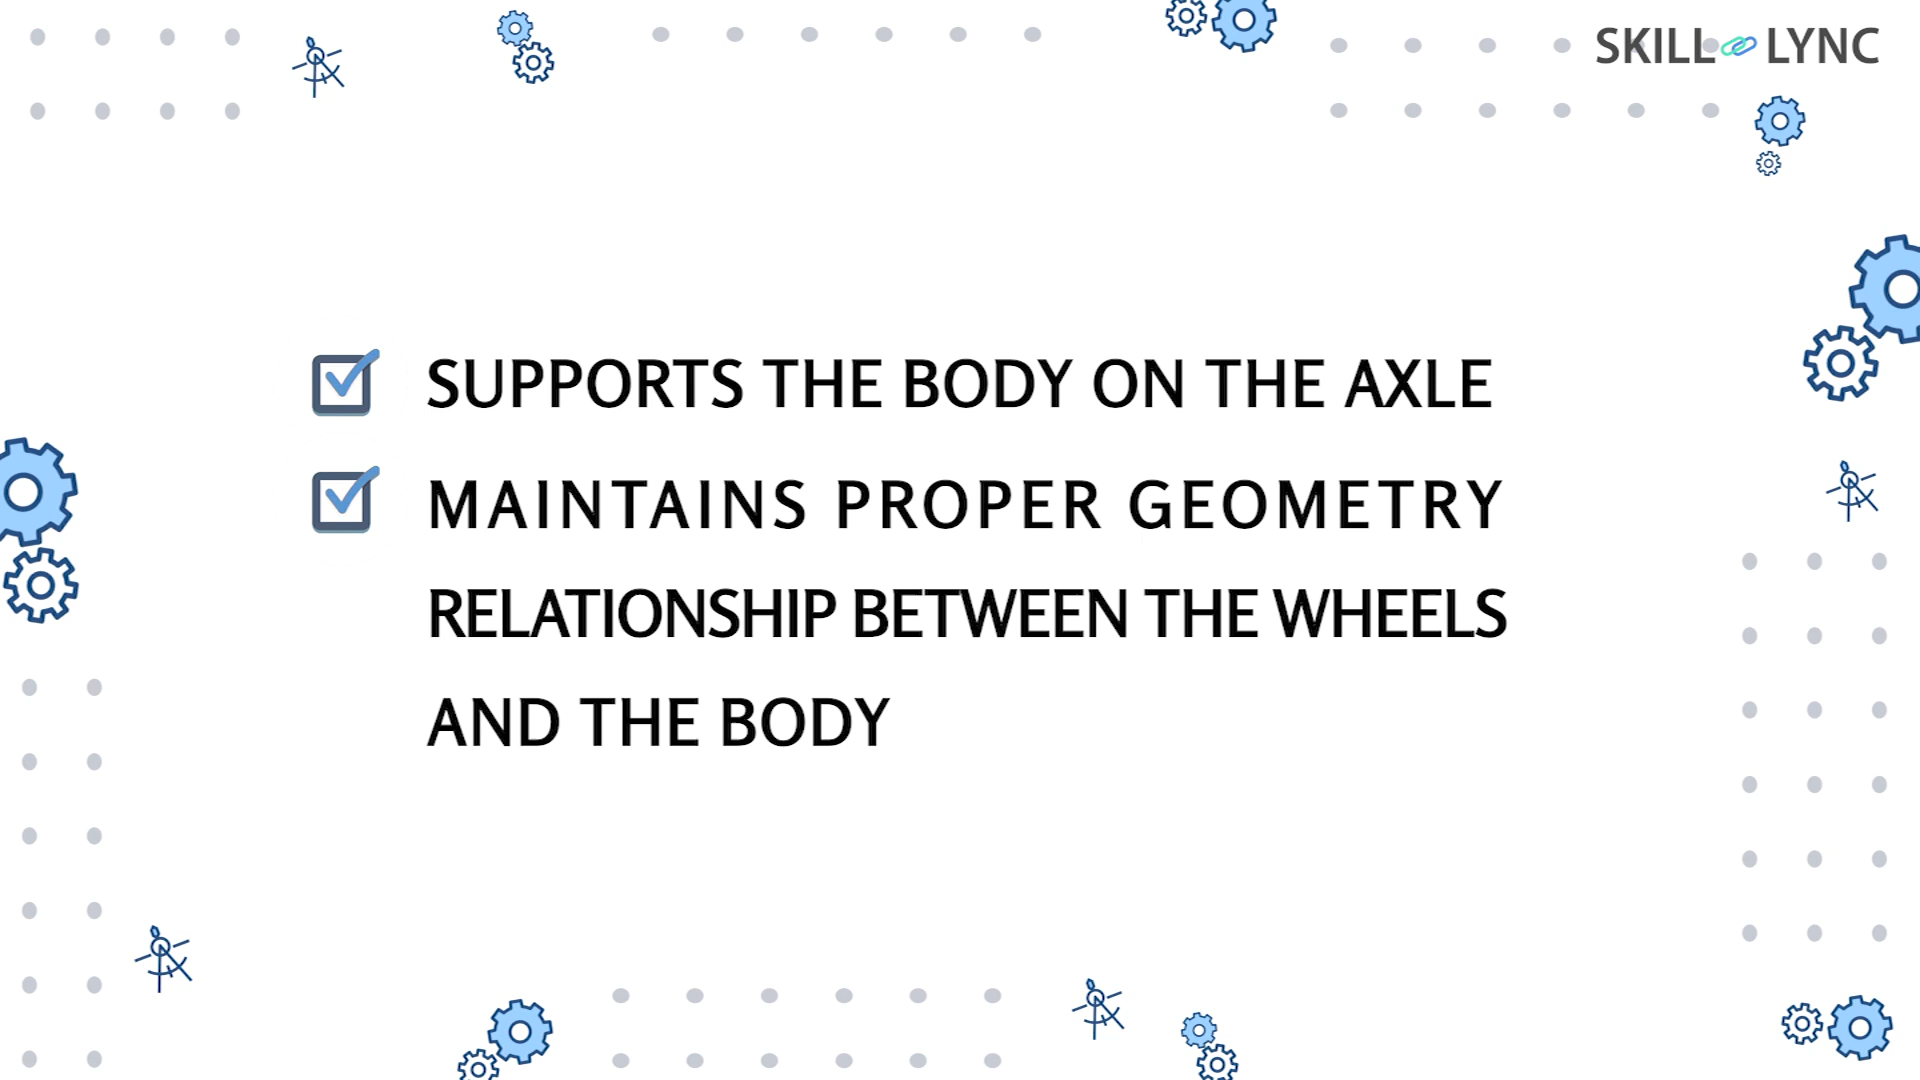 SKILL LYNC
SUPPORTS THE BODY ON THE AXLE
MAINTAINS PROPER GEOMETRY
RELATIONSHIP BETWEEN THE WHEELS
AND THE BODY